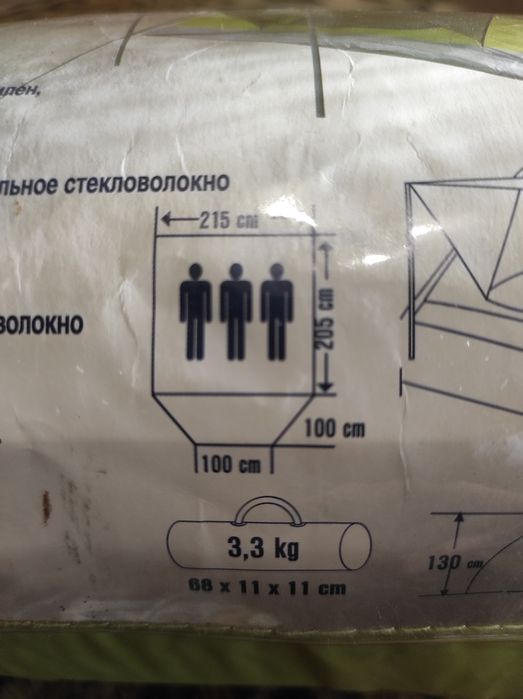 льное стекловолокно
215 cm
205 cm
волокно
100 cm
100 cm
3,3 kg
130 cm
68 x 11 x 11 cm